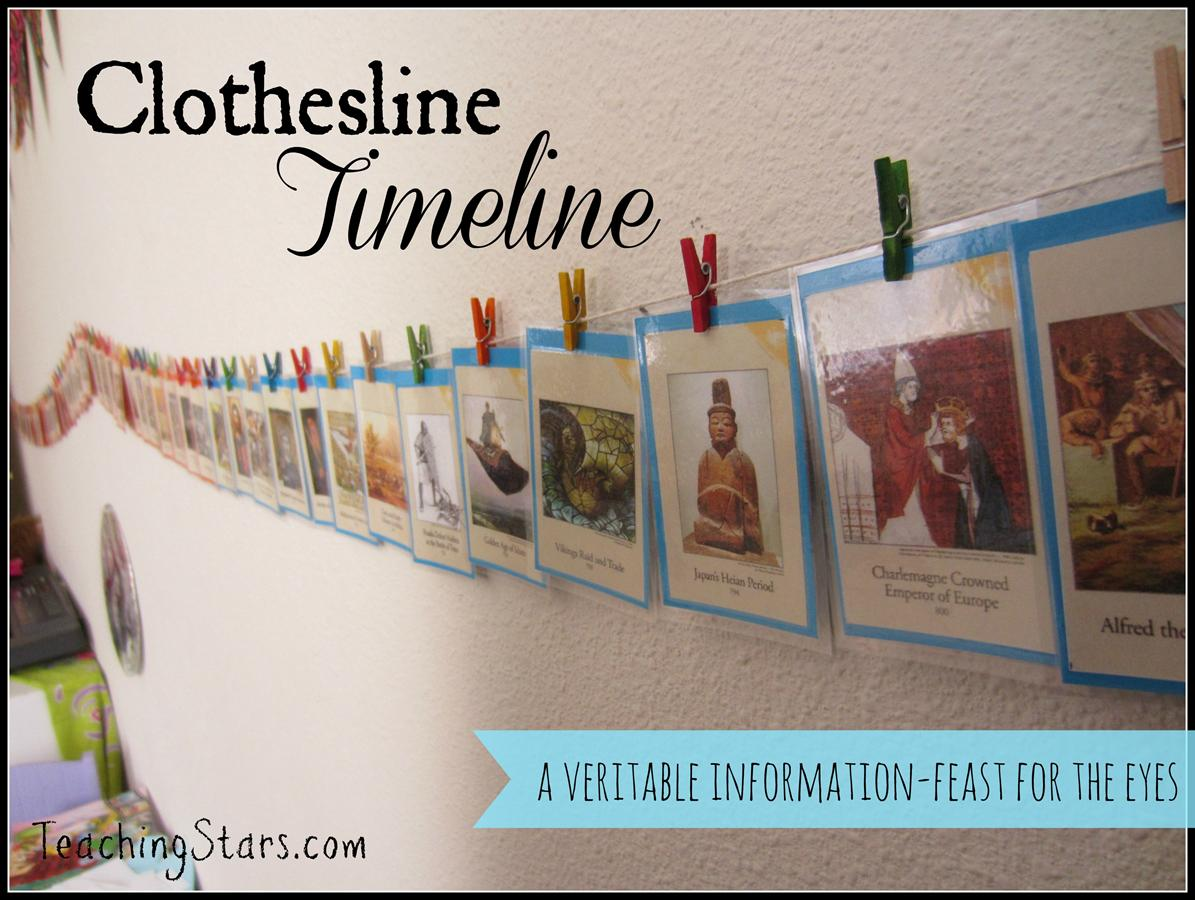 Clothesline
Timeline
Golden Age of Islam
Vikings Raid and Trade
Japan's Heian Period
794
Charlemagne Crowned
Emperor of Europe
800
Alfred the
A VERITABLE INFORMATION-FEAST FOR THE EYES
TeachingStars.com